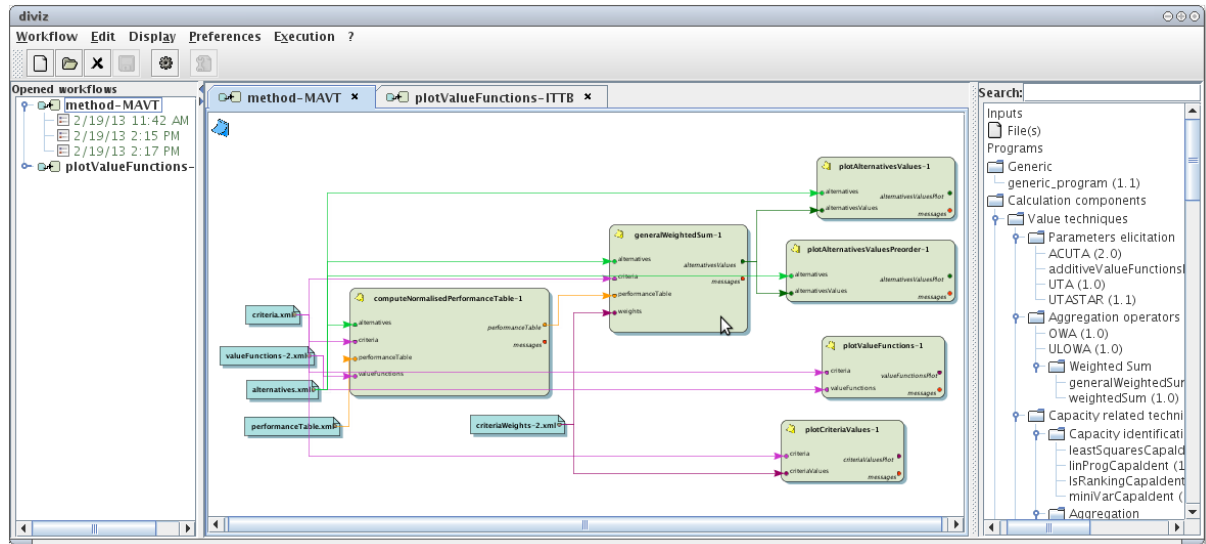 diviz
Workflow Edit Display Preferences Execution ?
Opened workflows
method-MAVT
2/19/13 11:42 AM
2/19/13 2:15 PM
2/19/13 2:17 PM
plotValueFunctions-
method-MAVT ×
plotValueFunctions-ITTB ×
plotAlternativesValues-1
alternatives
alternativesValuesPlot
alternativesValues
messages
generalWeightedSum-1
alternatives
alternativesValues
criteria
messages
performanceTable
weights
plotAlternativesValuesPreorder-1
alternatives
alternativesValuesPlot
alternativesValues
messages
computeNormalisedPerformanceTable-1
alternatives
performanceTable
criteria
messages
performanceTable
valueFunctions
criteria.xml
valueFunctions-2.xml
alternatives.xml
performanceTable.xml
criteriaWeights-2.xml
plotValueFunctions-1
criteria
valueFunctionsPlot
valueFunctions
messages
plotCriteriaValues-1
criteria
criteriaValuesPlot
criteriaValues
messages
Search:
Inputs
File(s)
Programs
Generic
generic_program (1.1)
Calculation components
Value techniques
Parameters elicitation
ACUTA (2.0)
additiveValueFunctionsI
UTA (1.0)
UTASTAR (1.1)
Aggregation operators
OWA (1.0)
ULOWA (1.0)
Weighted Sum
generalWeightedSur
weightedSum (1.0)
Capacity related techni
Capacity identificati
leastSquaresCapaId
linProgCapaIdent (1
lsRankingCapaIdent
miniVarCapaIdent (
Aggregation